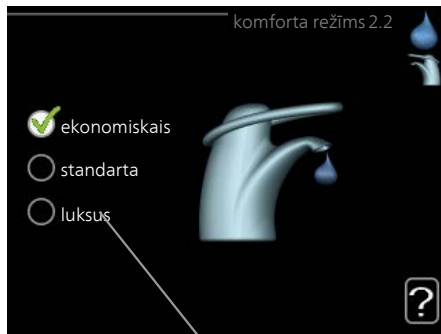 komforta režīms 2.2
ekonomiskais
standarta
luksus
?